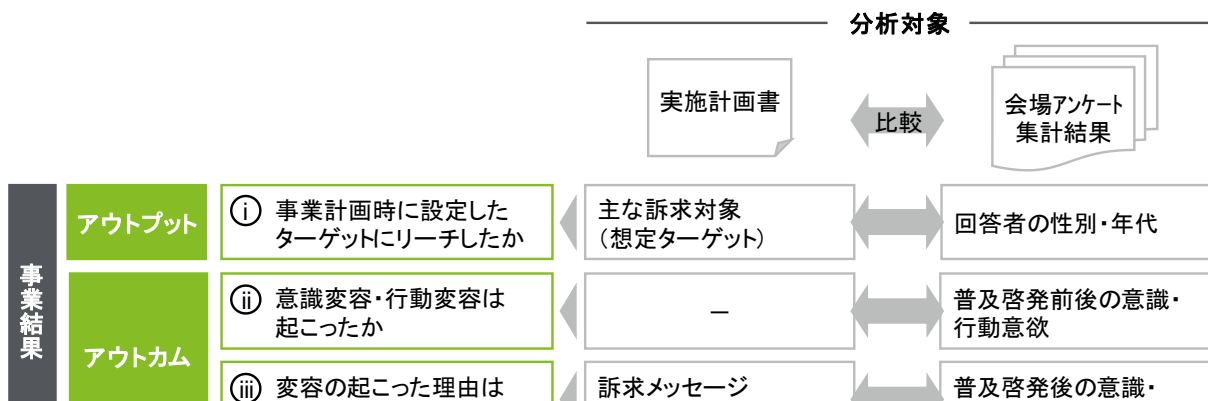 分析対象
実施計画書
比較
会場アンケート
集計結果
事業結果
アウトプット
ⅰ 事業計画時に設定した
ターゲットにリーチしたか
主な訴求対象
(想定ターゲット)
回答者の性別・年代
アウトカム
ⅱ 意識変容・行動変容は
起こったか
－
普及啓発前後の意識・
行動意欲
ⅲ 変容の起こった理由は
訴求メッセージ
普及啓発後の意識・